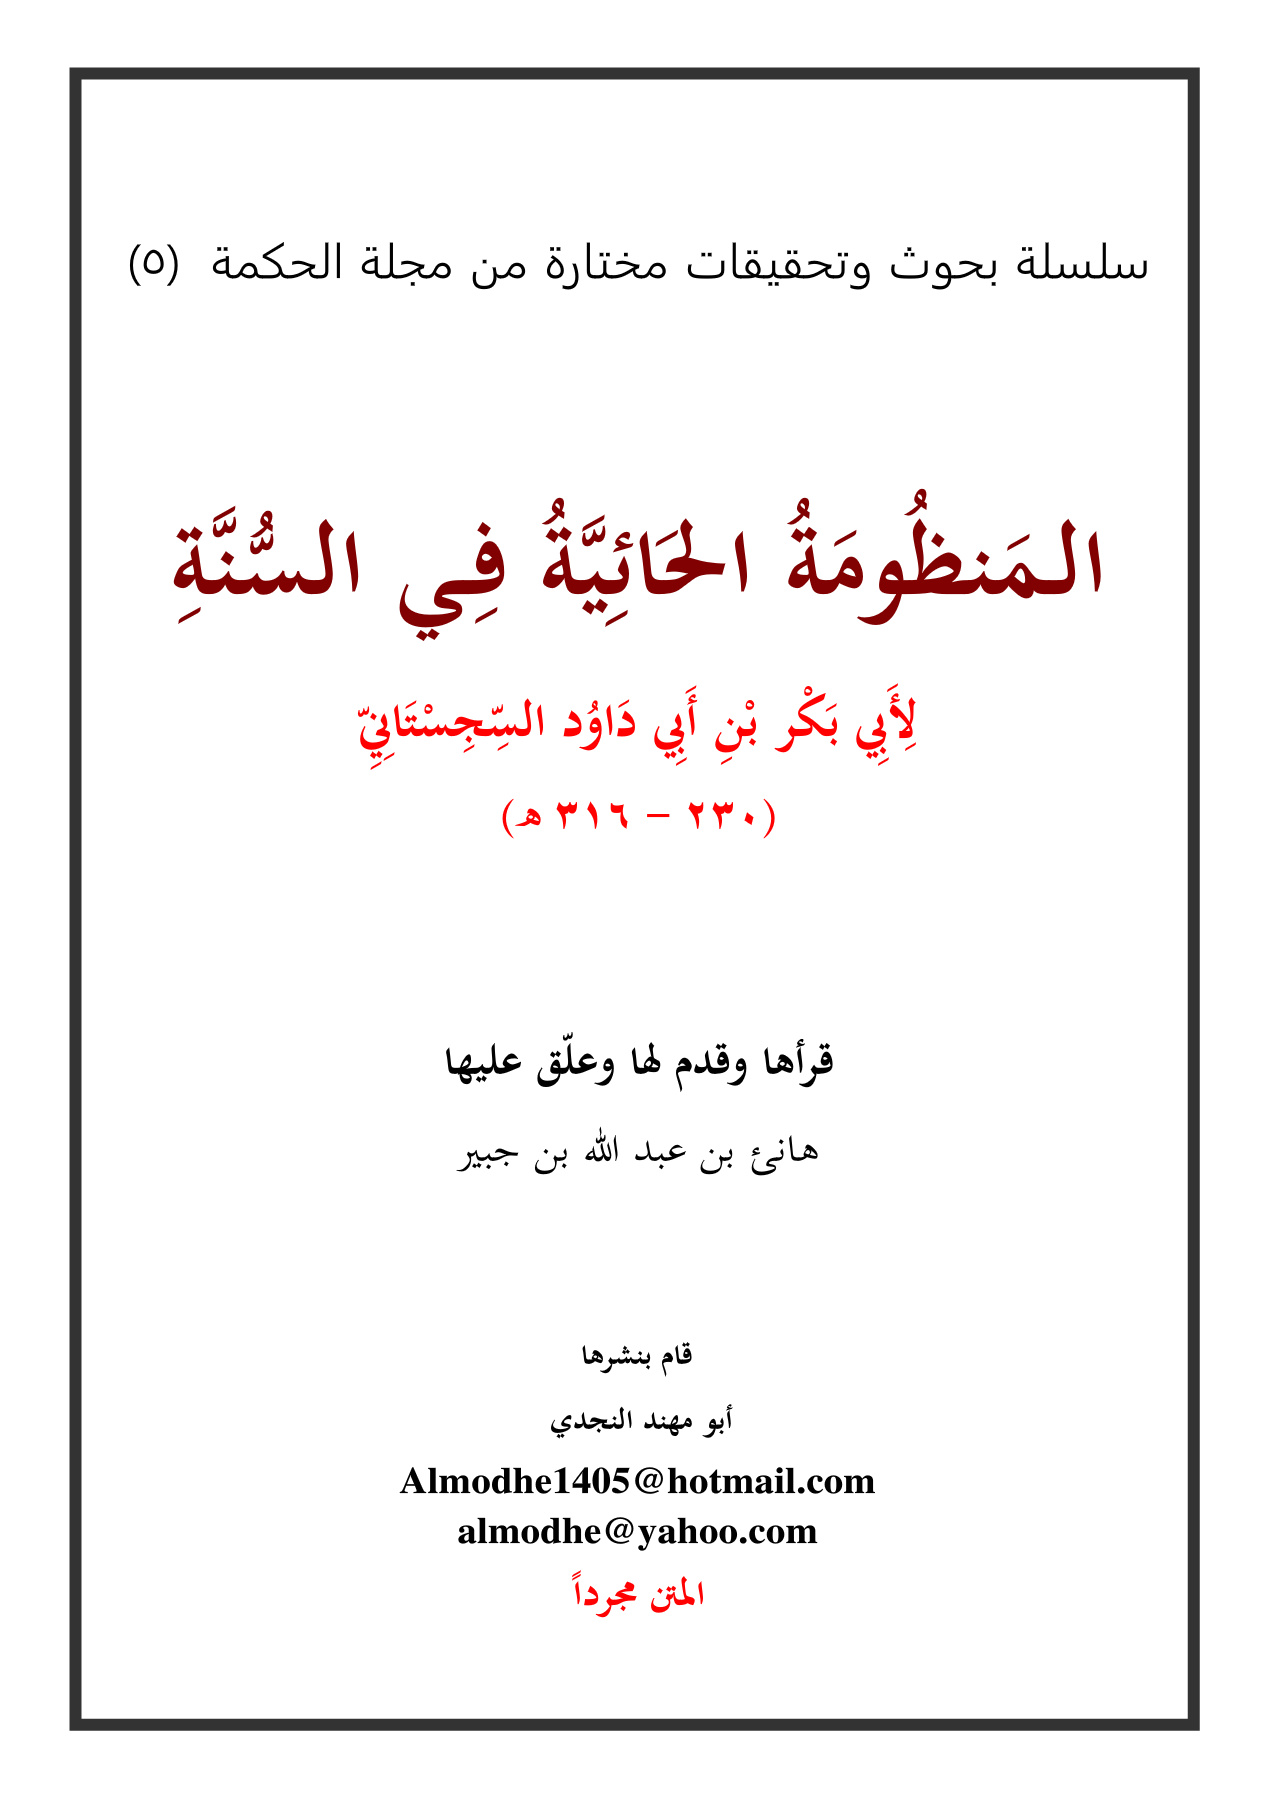 سلسلة بحوث وتحقيقات مختارة من مجلة الحكمة (٥)
المَنظُومَةُ الحَائِيَّةُ فِي السُّنَّةِ
لِأَبِي بَكْر بْنِ أَبِي دَاوُد السِّجِسْتَانِيِّ
(٢٣٠ – ٣١٦ هـ)
قرأها وقدم لها وعلّق عليها
هانئ بن عبد الله بن جبير
قام بنشرها
أبو مهند النجدي
Almodhe1405@hotmail.com
almodhe@yahoo.com
المتن مجرداً